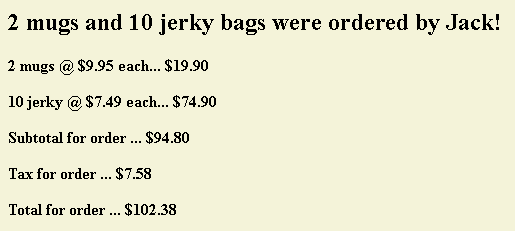 2 mugs and 10 jerky bags were ordered by Jack!
2 mugs @ $9.95 each... $19.90
10 jerky @ $7.49 each... $74.90
Subtotal for order ... $94.80
Tax for order ... $7.58
Total for order ... $102.38